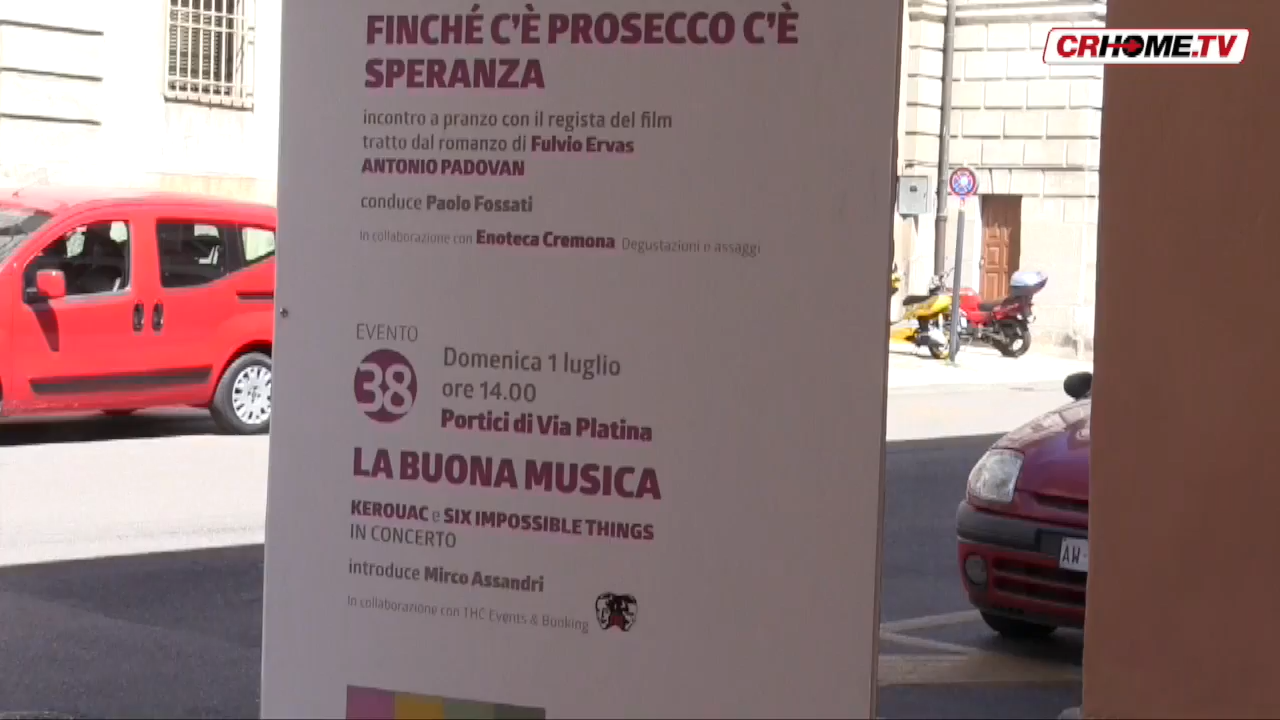 CRHOME.TV
FINCHÉ C'È PROSECCO C'È
SPERANZA
incontro a pranzo con il regista del film
tratto dal romanzo di Fulvio Ervas
ANTONIO PADOVAN
conduce Paolo Fossati
In collaborazione con Enoteca Cremona Degustazioni e assaggi
EVENTO
38
Domenica 1 luglio
ore 14.00
Portici di Via Platina
LA BUONA MUSICA
KEROUAC e SIX IMPOSSIBLE THINGS
IN CONCERTO
introduce Mirco Assandri
In collaborazione con THC Events & Booking
AW